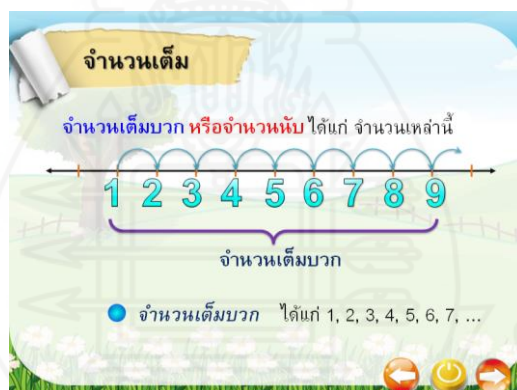 จำนวนเต็ม
จำนวนเต็มบวก หรือจำนวนนับ ได้แก่ จำนวนเหล่านี้
1 2 3 4 5 6 7 8 9
จำนวนเต็มบวก
จำนวนเต็มบวก ได้แก่ 1, 2, 3, 4, 5, 6, 7, ...